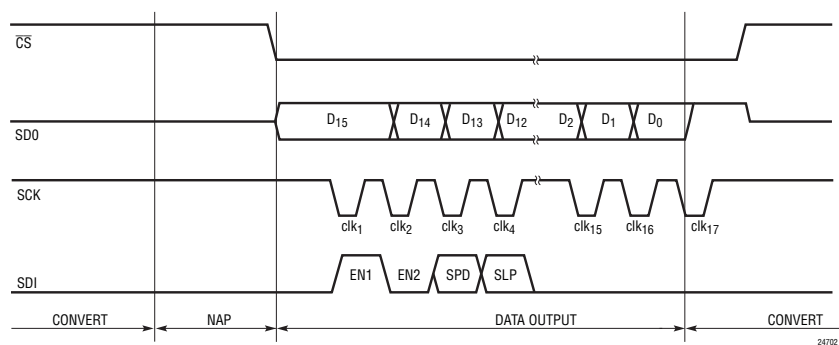 CS
SD0
D15 D14 D13 D12 D2 D1 D0
SCK
clk1 clk2 clk3 clk4 clk15 clk16 clk17
SDI
EN1 EN2 SPD SLP
CONVERT NAP DATA OUTPUT CONVERT
24702